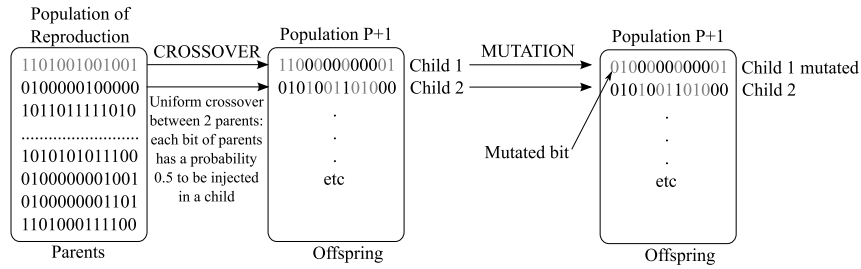 Population of
Reproduction
1101001001001
0100000100000
1011011111010
........................
1010101011100
0100000001001
0100000001101
1101000111100
Parents
CROSSOVER
Uniform crossover
between 2 parents:
each bit of parents
has a probability
0.5 to be injected
in a child
Population P+1
1100000000001
0101001101000
.
.
.
etc
Offspring
Child 1
Child 2
MUTATION
Mutated bit
Population P+1
0100000000001
0101001101000
.
.
.
etc
Offspring
Child 1 mutated
Child 2